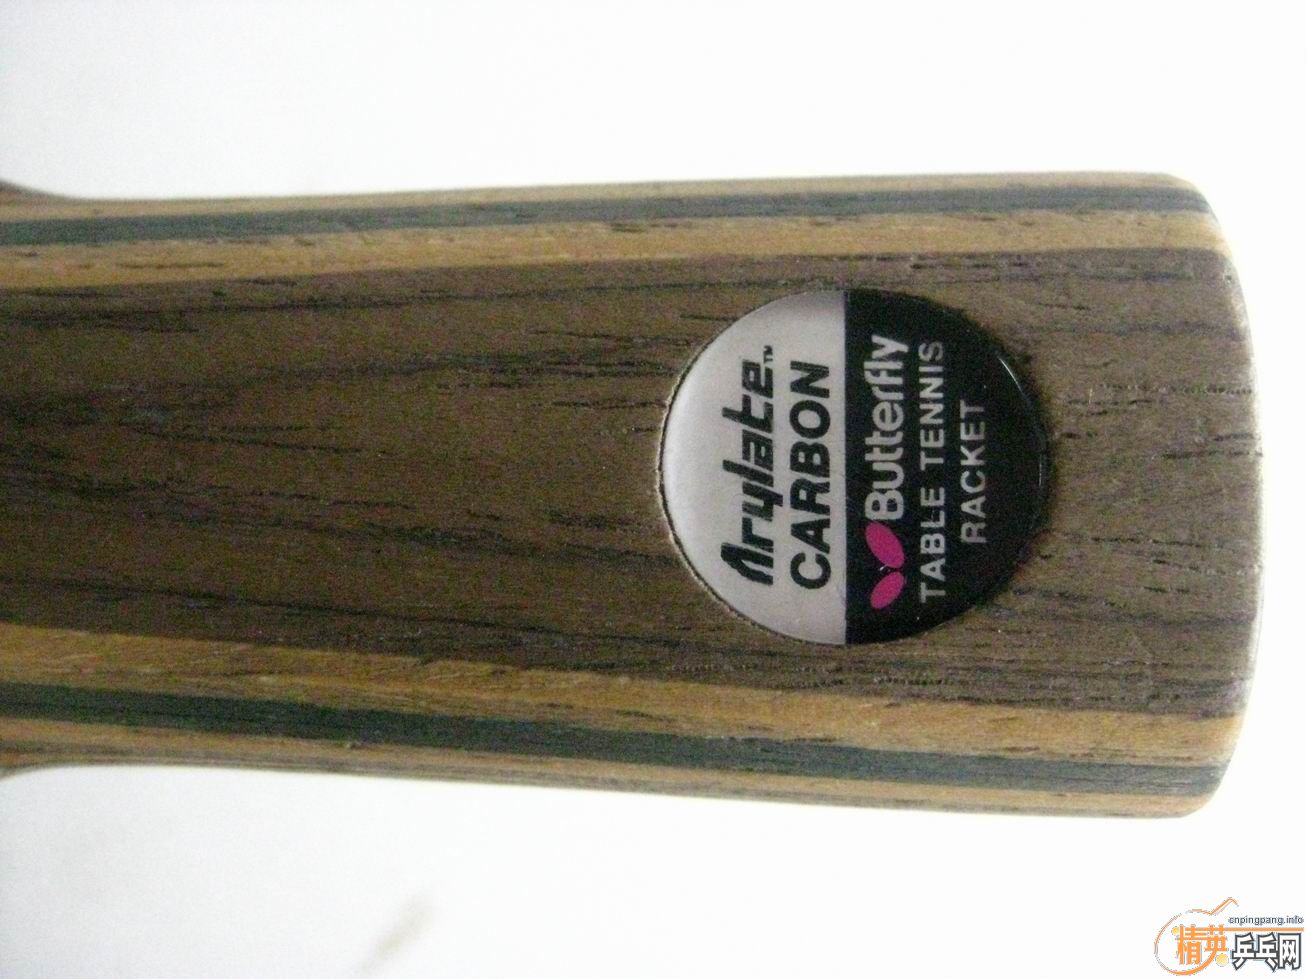 Arylate™
CARBON
Butterfly
TABLE TENNIS
RACKET
cnpingpang.info
精英乒乓网